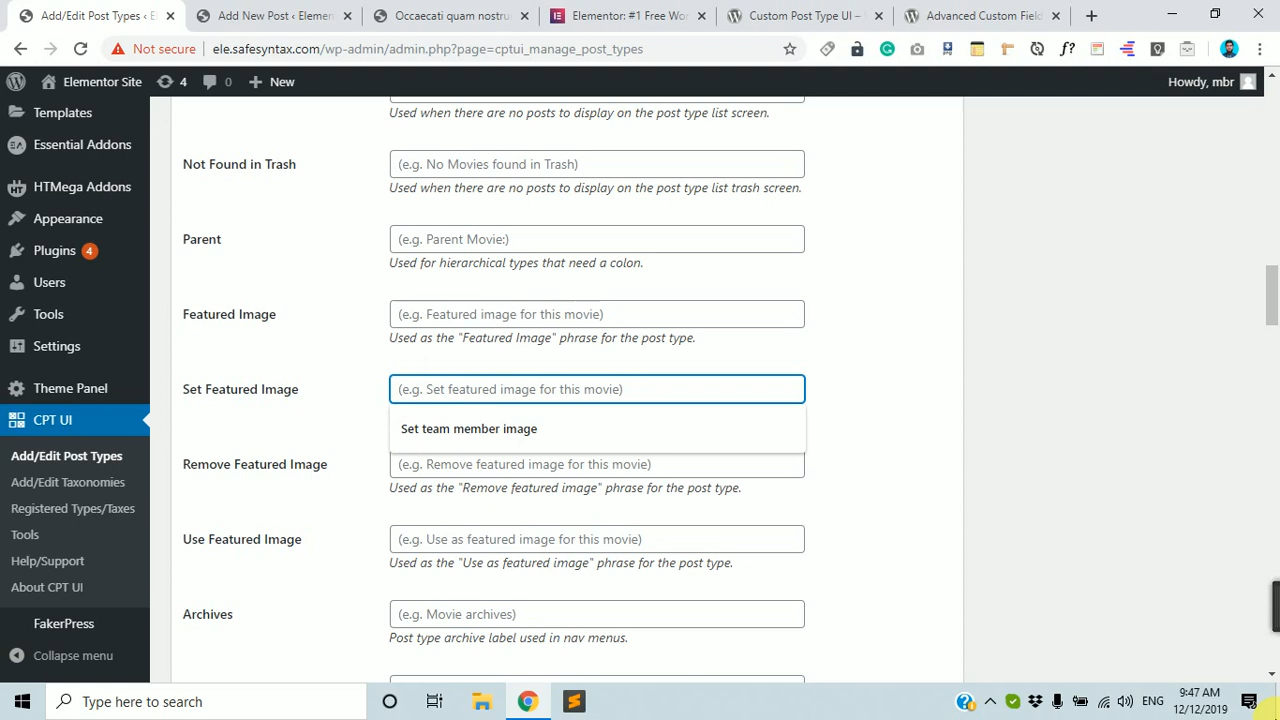 Add/Edit Post Types ‹ E
Add New Post ‹ Elemen
Occaecati quam nostru
Elementor: #1 Free Wo
Custom Post Type UI –
Advanced Custom Field
Not secure
ele.safesyntax.com/wp-admin/admin.php?page=cptui_manage_post_types
f?
Elementor Site
4
0
New
Howdy, mbr
Templates
Essential Addons
HTMega Addons
Appearance
Plugins 4
Users
Tools
Settings
Theme Panel
CPT UI
Add/Edit Post Types
Add/Edit Taxonomies
Registered Types/Taxes
Tools
Help/Support
About CPT UI
FakerPress
Collapse menu
Used when there are no posts to display on the post type list screen.
Not Found in Trash
(e.g. No Movies found in Trash)
Used when there are no posts to display on the post type list trash screen.
Parent
(e.g. Parent Movie:)
Used for hierarchical types that need a colon.
Featured Image
(e.g. Featured image for this movie)
Used as the "Featured Image" phrase for the post type.
Set Featured Image
(e.g. Set featured image for this movie)
Set team member image
Remove Featured Image
(e.g. Remove featured image for this movie)
Used as the "Remove featured image" phrase for the post type.
Use Featured Image
(e.g. Use as featured image for this movie)
Used as the "Use as featured image" phrase for the post type.
Archives
(e.g. Movie archives)
Post type archive label used in nav menus.
Type here to search
ENG
9:47 AM
12/12/2019